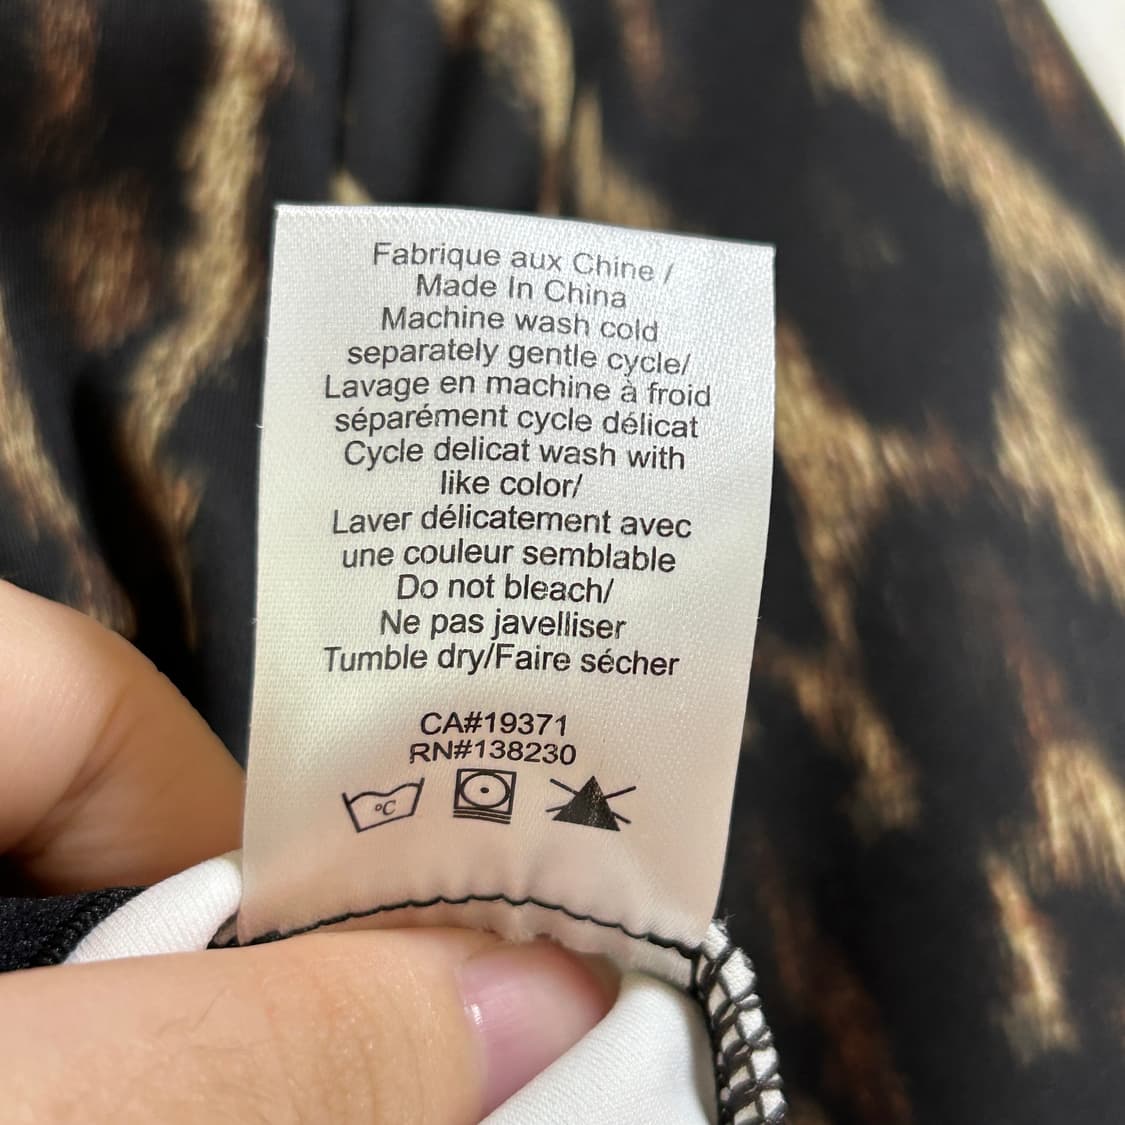 Fabrique aux Chine /
Made In China
Machine wash cold
separately gentle cycle/
Lavage en machine à froid
séparément cycle délicat
Cycle delicat wash with
like color/
Laver délicatement avec
une couleur semblable
Do not bleach/
Ne pas javelliser
Tumble dry/Faire sécher
CA#19371
RN#138230
°C